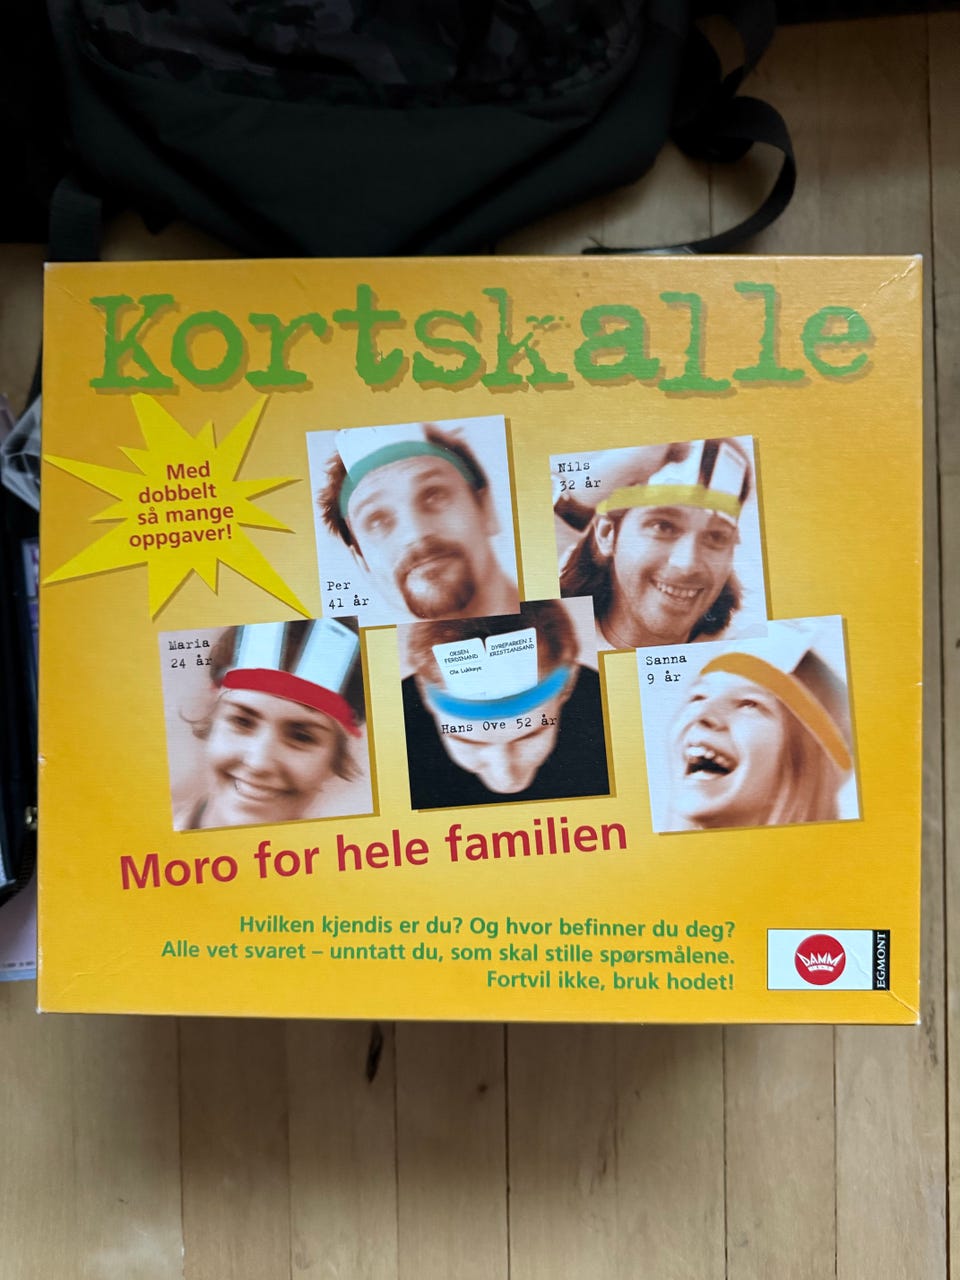 Kortskalle
Med
dobbelt
så mange
oppgaver!
Per
41 år
Nils
32 år
Maria
24 år
OKSEN
FERDINAND
Ola Lukkøye
DYREPARKEN I
KRISTIANSAND
Hans Ove 52 år
Sanna
9 år
Moro for hele familien
Hvilken kjendis er du? Og hvor befinner du deg?
Alle vet svaret – unntatt du, som skal stille spørsmålene.
Fortvil ikke, bruk hodet!
DAMM
EGMONT